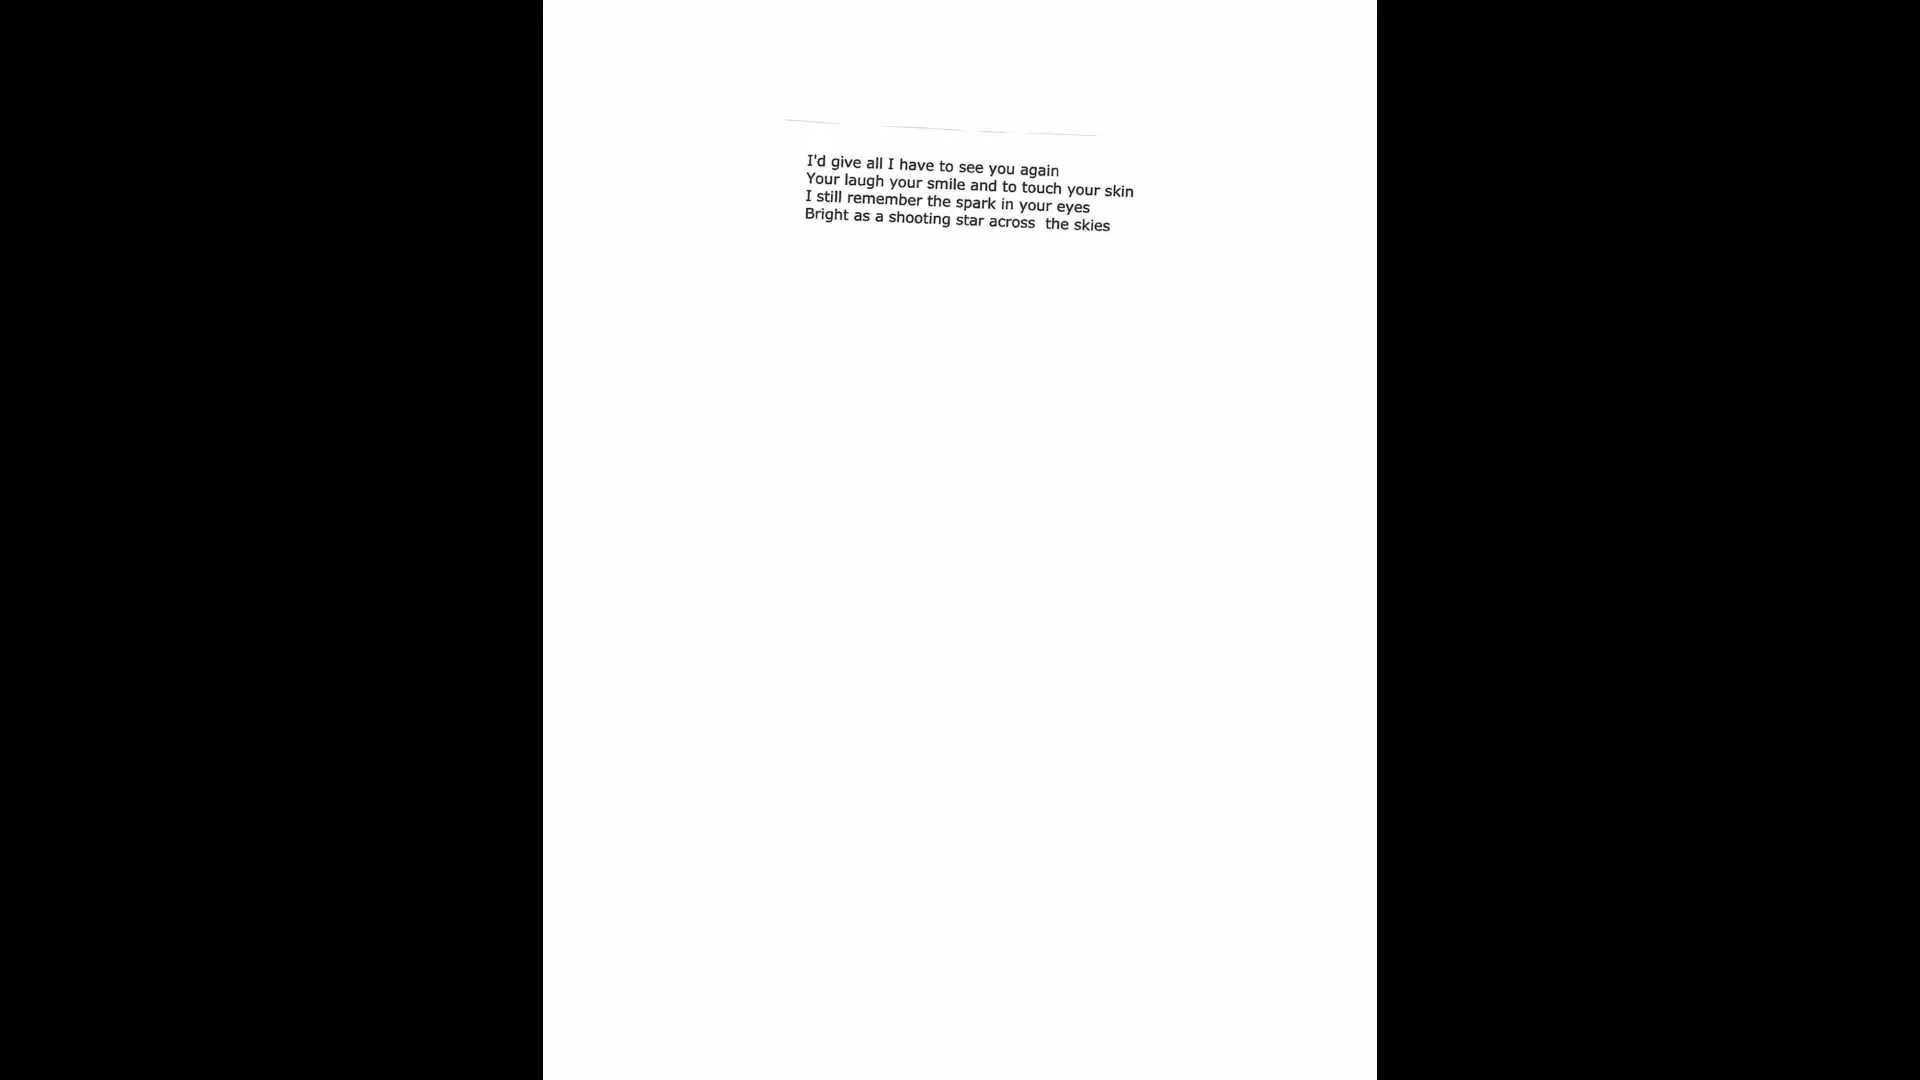 I'd give all I have to see you again
Your laugh your smile and to touch your skin
I still remember the spark in your eyes
Bright as a shooting star across  the skies